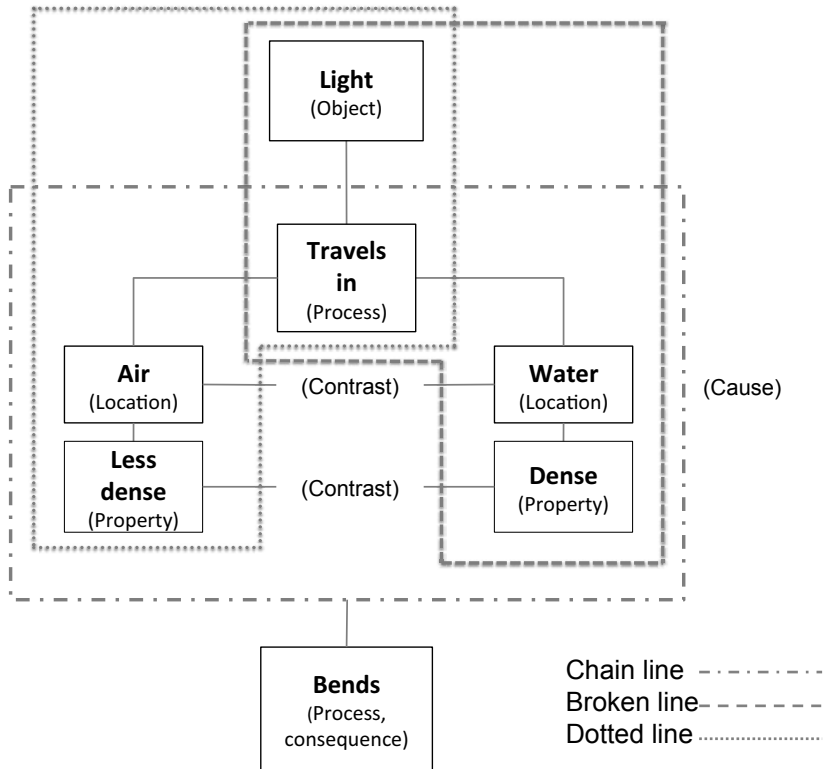 Light
(Object)
Travels
in
(Process)
Air
(Location)
(Contrast)
Water
(Location)
(Cause)
Less
dense
(Property)
(Contrast)
Dense
(Property)
Bends
(Process,
consequence)
Chain line
Broken line
Dotted line